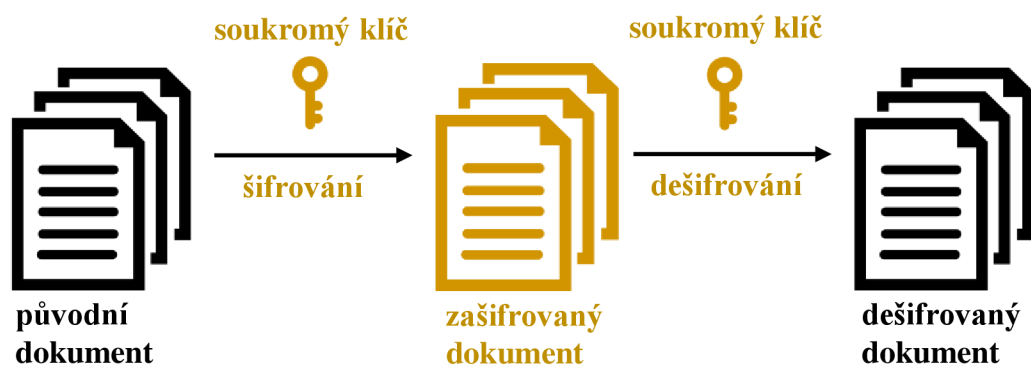 soukromý klíč
soukromý klíč
šifrování
dešifrování
původní
dokument
zašifrovaný
dokument
dešifrovaný
dokument